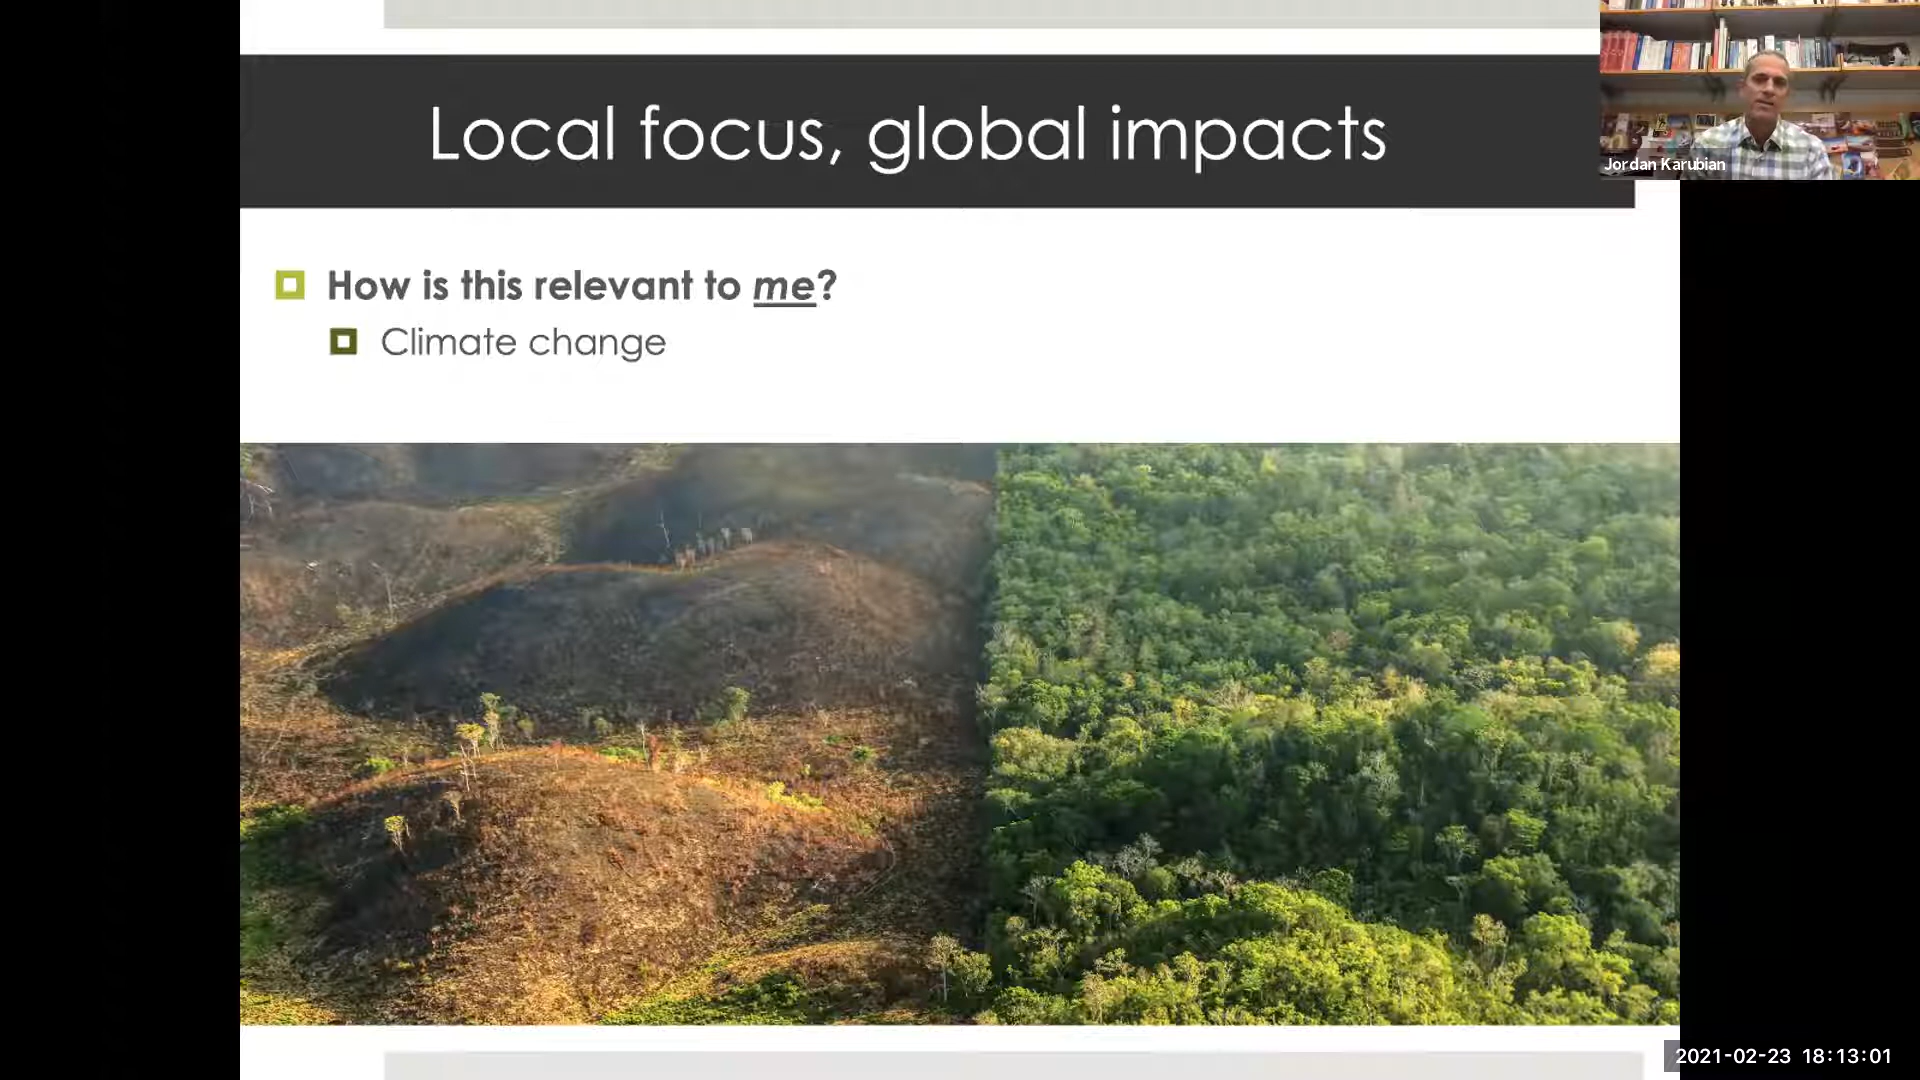 Local focus, global impacts
Jordan Karubian
How is this relevant to me?
Climate change
2021-02-23 18:13:01